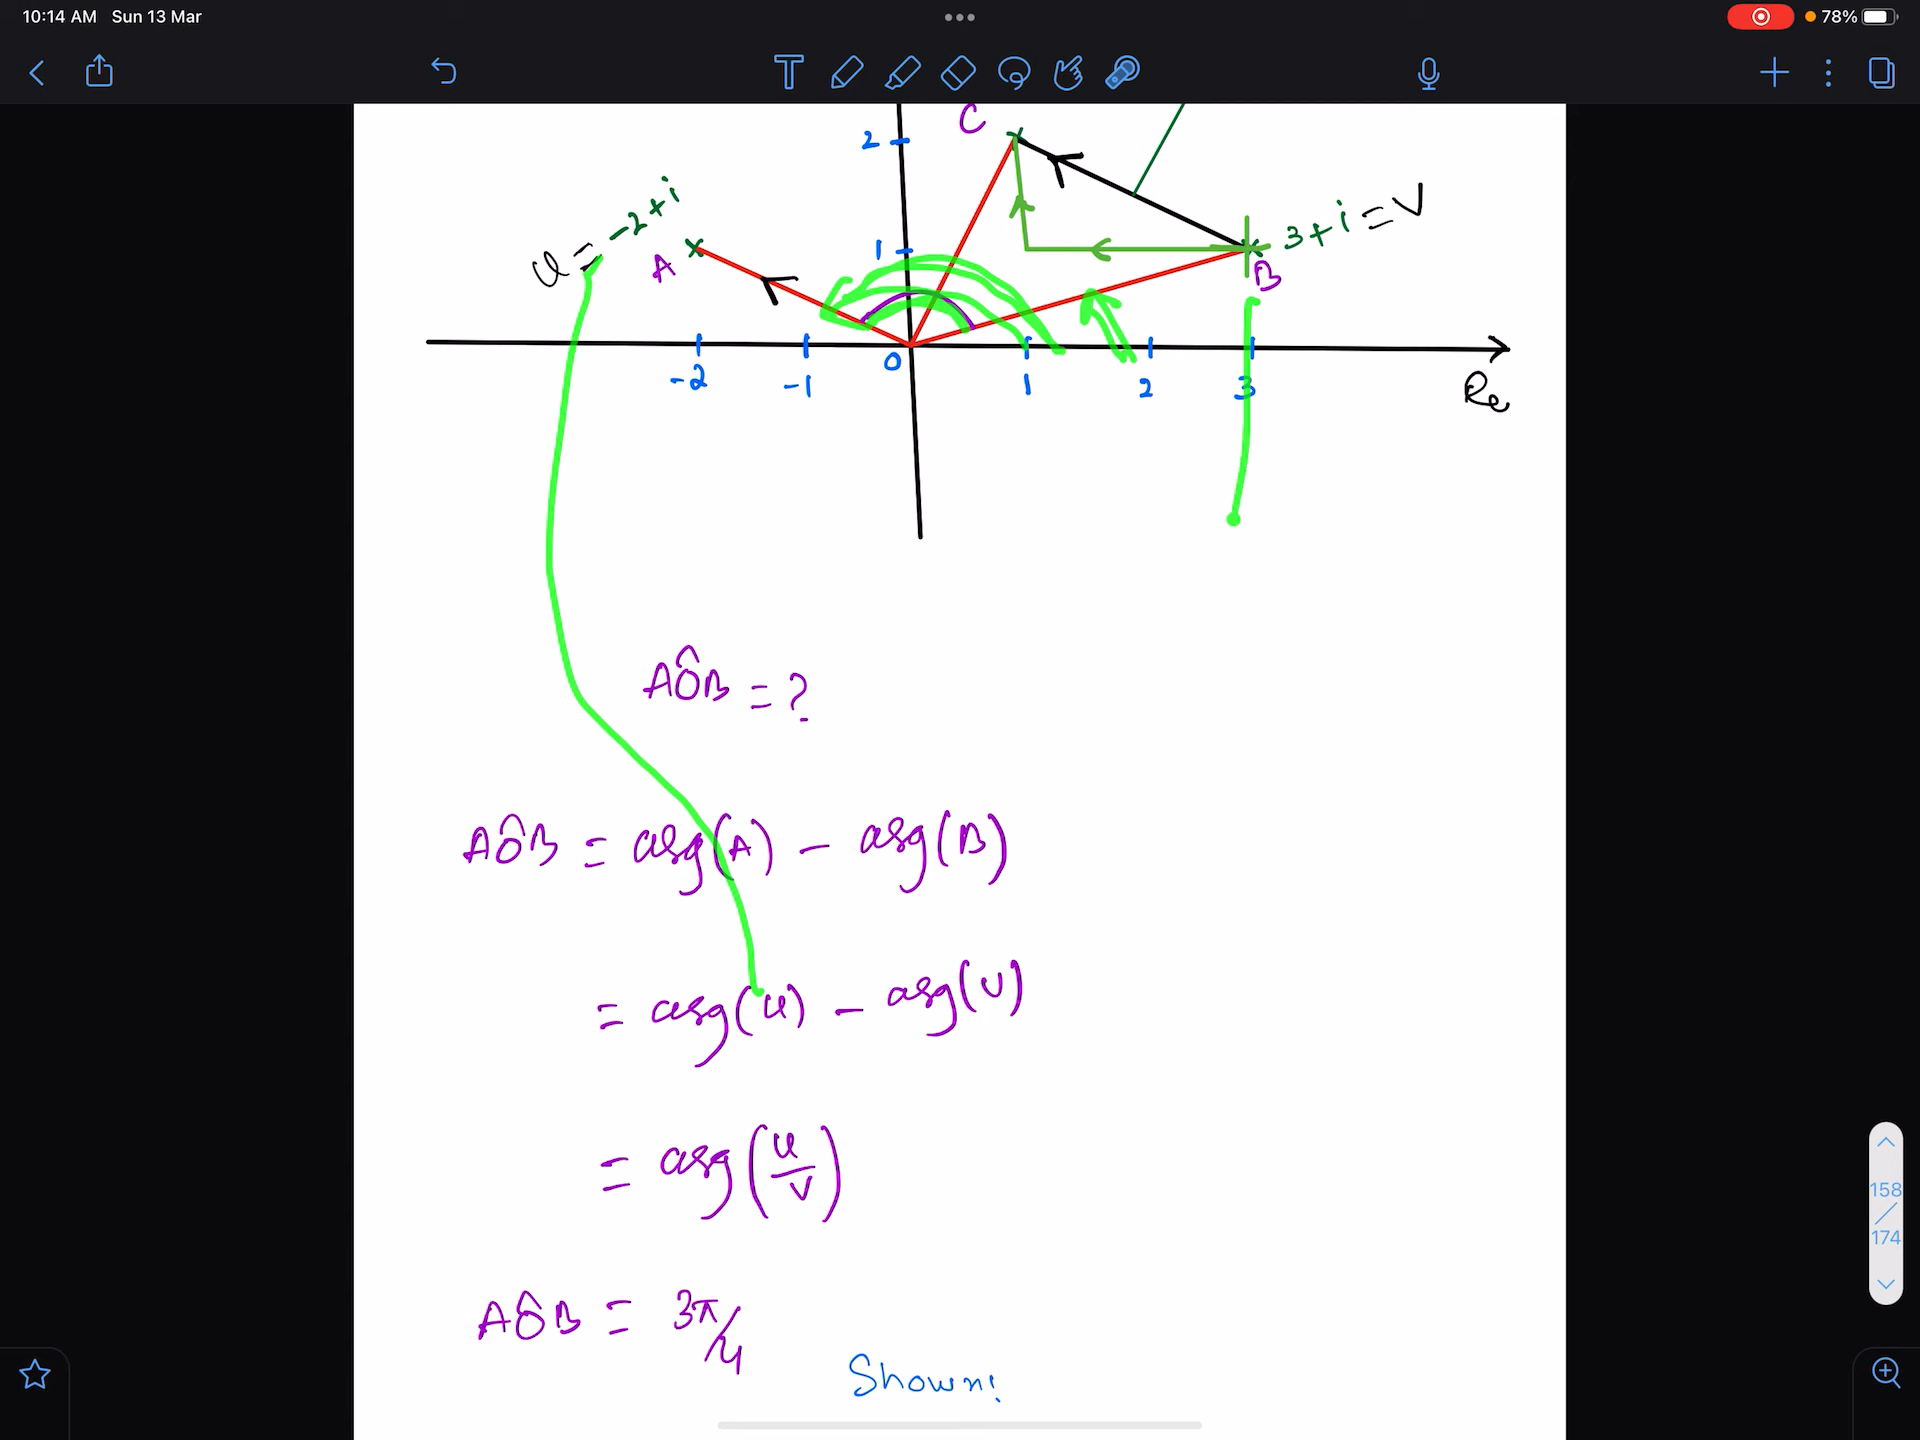 10:14 AM Sun 13 Mar
78%
C
2
U = -2+i
A
1
3+i = V
B
0
-2 -1 1 2 3
Re
AÔB = ?
AÔB = arg(A) - arg(B)
= arg(u) - arg(v)
= arg(u/v)
AÔB = 3π/4
Shown!
158
/
174